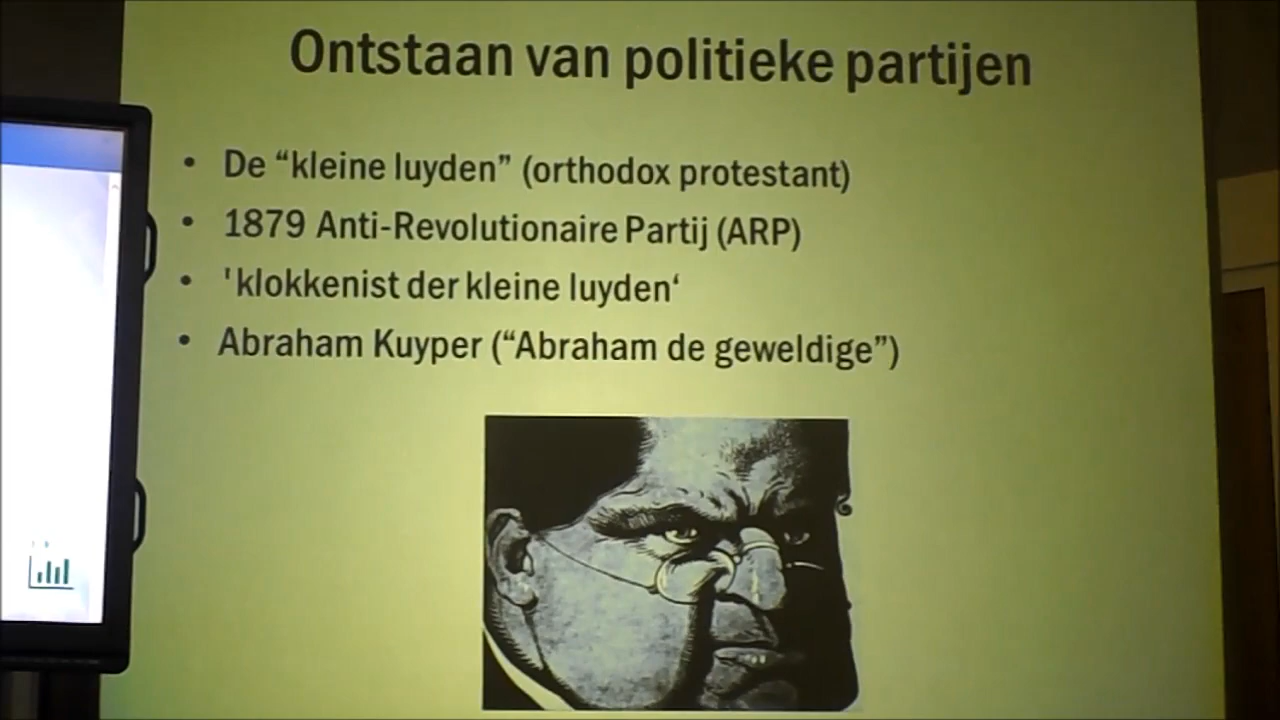 Ontstaan van politieke partijen
• De “kleine luyden” (orthodox protestant)
• 1879 Anti-Revolutionaire Partij (ARP)
• 'klokkenist der kleine luyden‘
• Abraham Kuyper (“Abraham de geweldige”)